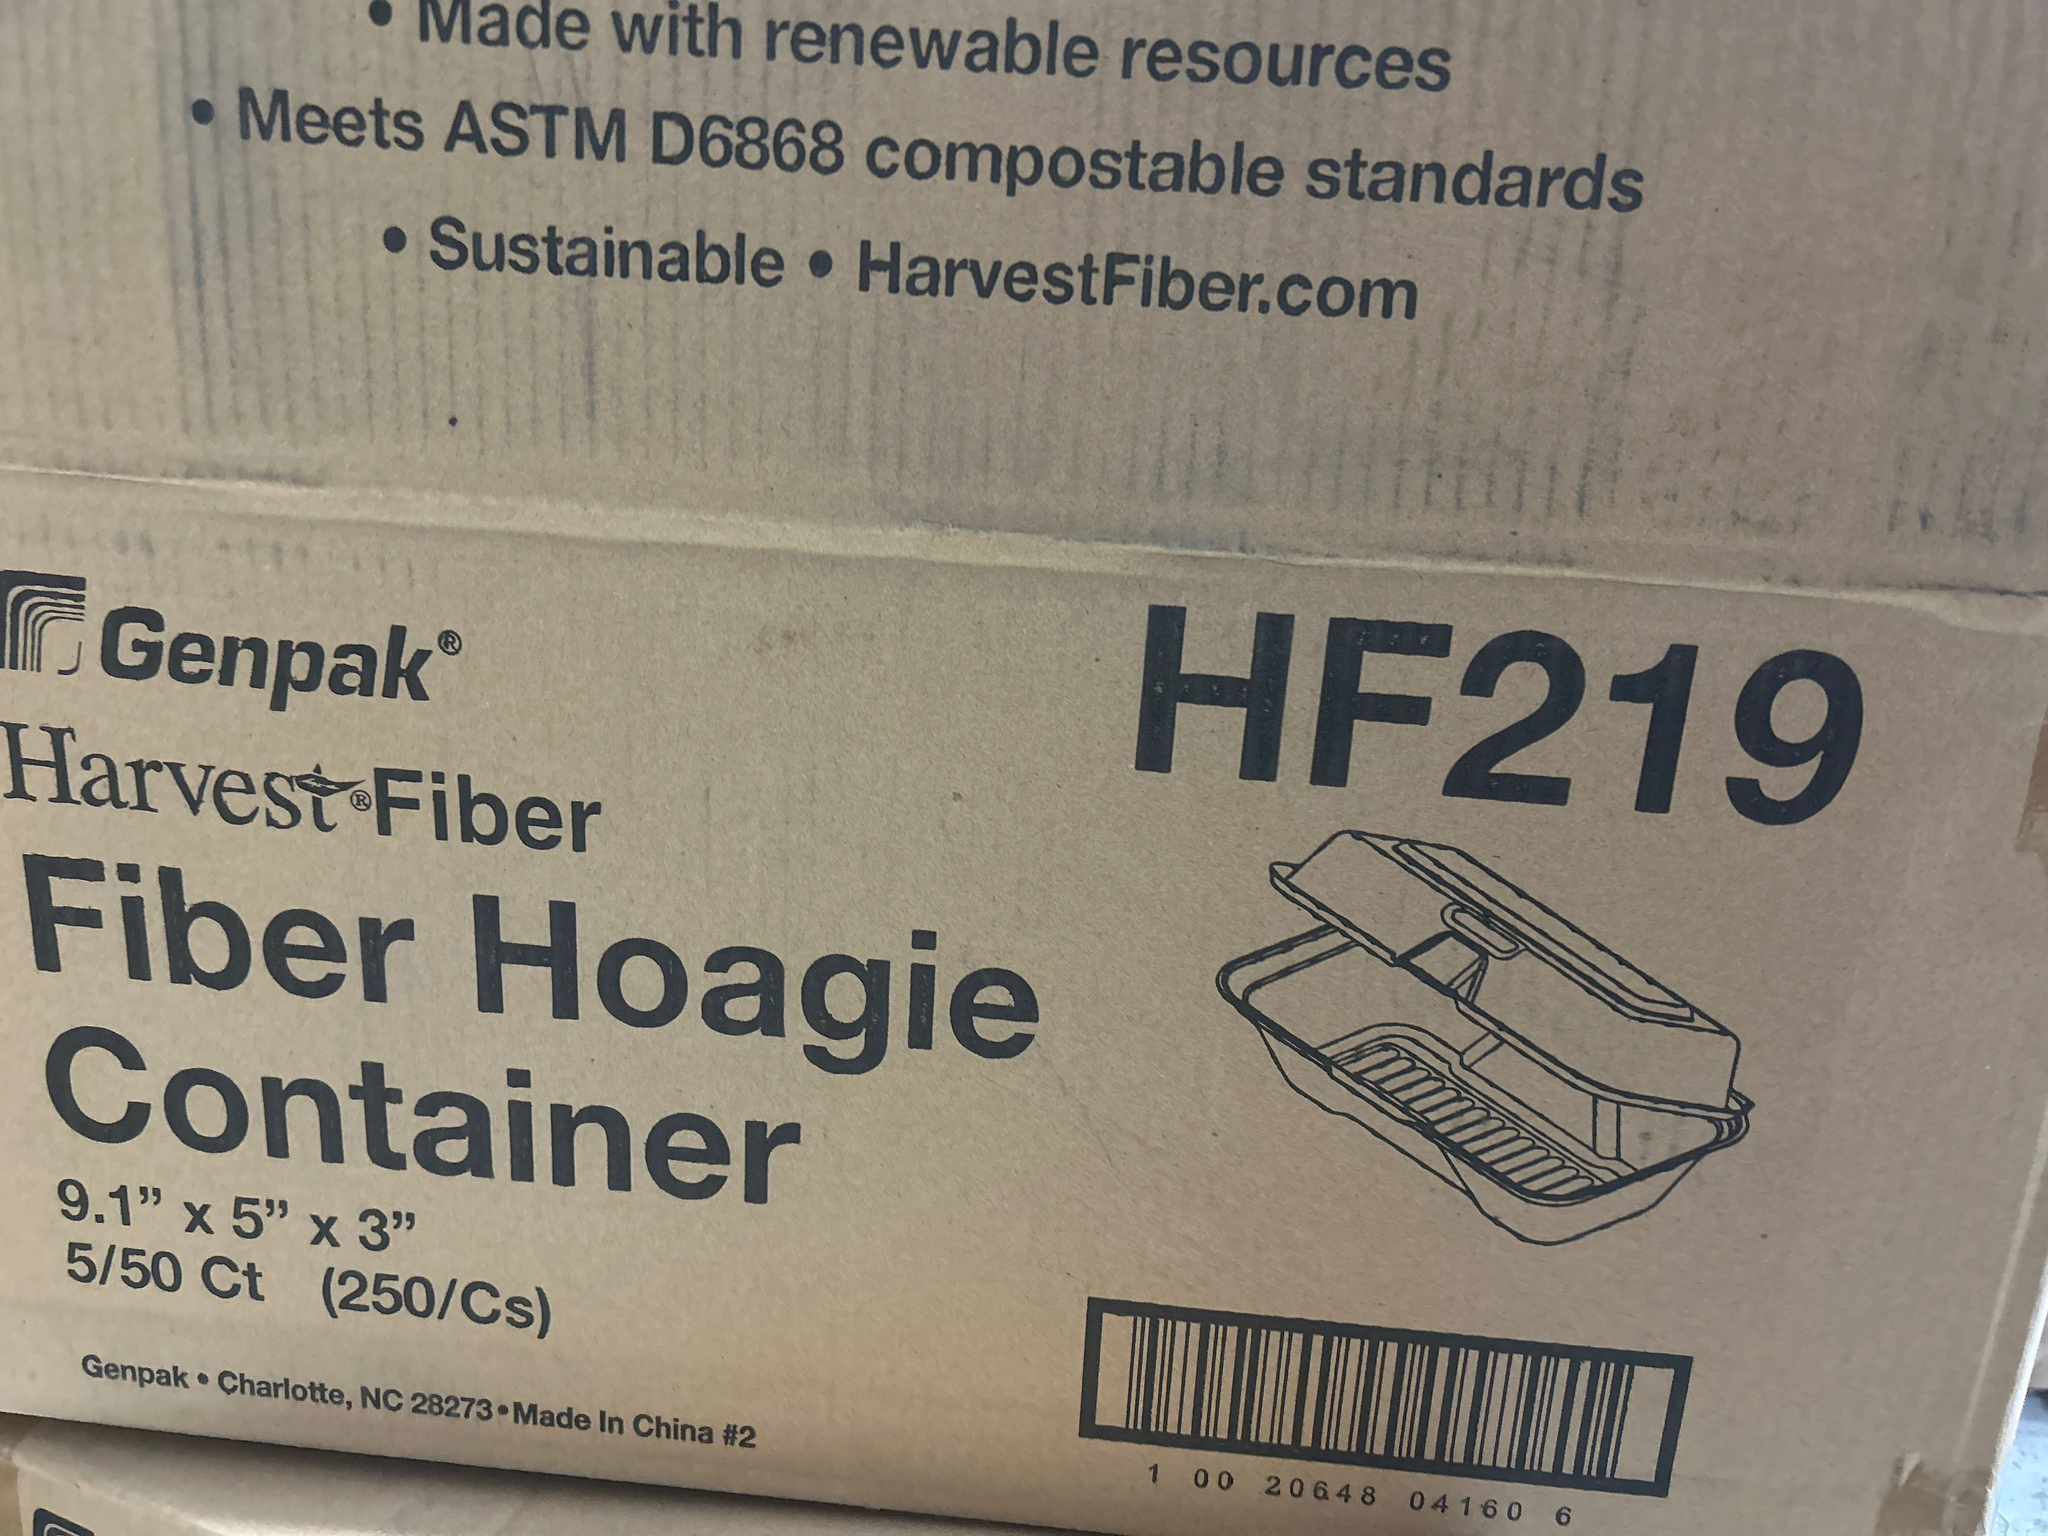 • Made with renewable resources
• Meets ASTM D6868 compostable standards
• Sustainable • HarvestFiber.com
Genpak®
HF219
Harvest®Fiber
Fiber Hoagie
Container
9.1” x 5” x 3”
5/50 Ct (250/Cs)
Genpak • Charlotte, NC 28273 • Made In China #2
1 00 20648 04160 6